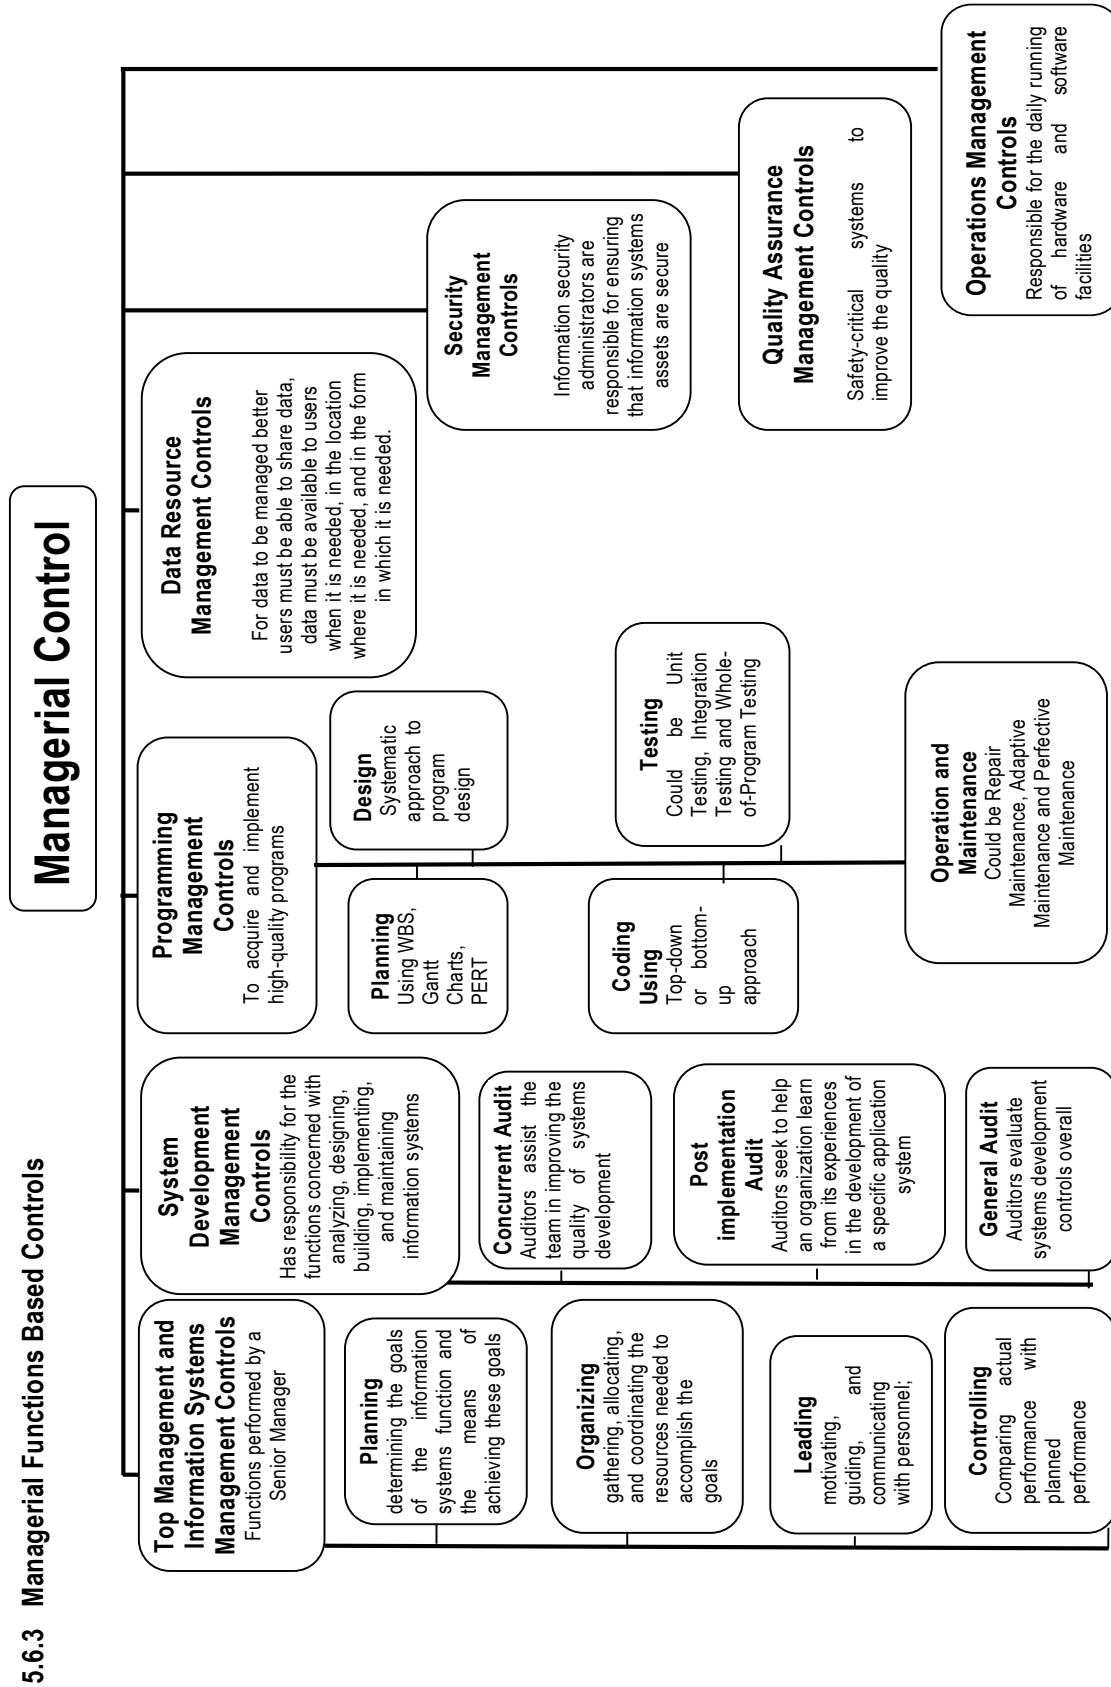 5.6.3 Managerial Functions Based Controls
Managerial Control
Top Management and
Information Systems
Management Controls
Functions performed by a
Senior Manager
Planning
determining the goals
of the information
systems function and
the means of
achieving these goals
Organizing
gathering, allocating,
and coordinating the
resources needed to
accomplish the
goals
Leading
motivating,
guiding, and
communicating
with personnel;
Controlling
Comparing actual
performance with
planned
performance
System
Development
Management
Controls
Has responsibility for the
functions concerned with
analyzing, designing,
building, implementing,
and maintaining
information systems
Concurrent Audit
Auditors assist the
team in improving the
quality of systems
development
Post
implementation
Audit
Auditors seek to help
an organization learn
from its experiences
in the development of
a specific application
system
General Audit
Auditors evaluate
systems development
controls overall
Programming
Management
Controls
To acquire and implement
high-quality programs
Planning
Using WBS,
Gantt
Charts,
PERT
Design
Systematic
approach to
program
design
Coding
Using
Top-down
or bottom-
up
approach
Testing
Could be Unit
Testing, Integration
Testing and Whole-
of-Program Testing
Operation and
Maintenance
Could be Repair
Maintenance, Adaptive
Maintenance and Perfective
Maintenance
Data Resource
Management Controls
For data to be managed better
users must be able to share data,
data must be available to users
when it is needed, in the location
where it is needed, and in the form
in which it is needed.
Security
Management
Controls
Information security
administrators are
responsible for ensuring
that information systems
assets are secure
Quality Assurance
Management Controls
Safety-critical systems to
improve the quality
Operations Management
Controls
Responsible for the daily running
of hardware and software
facilities